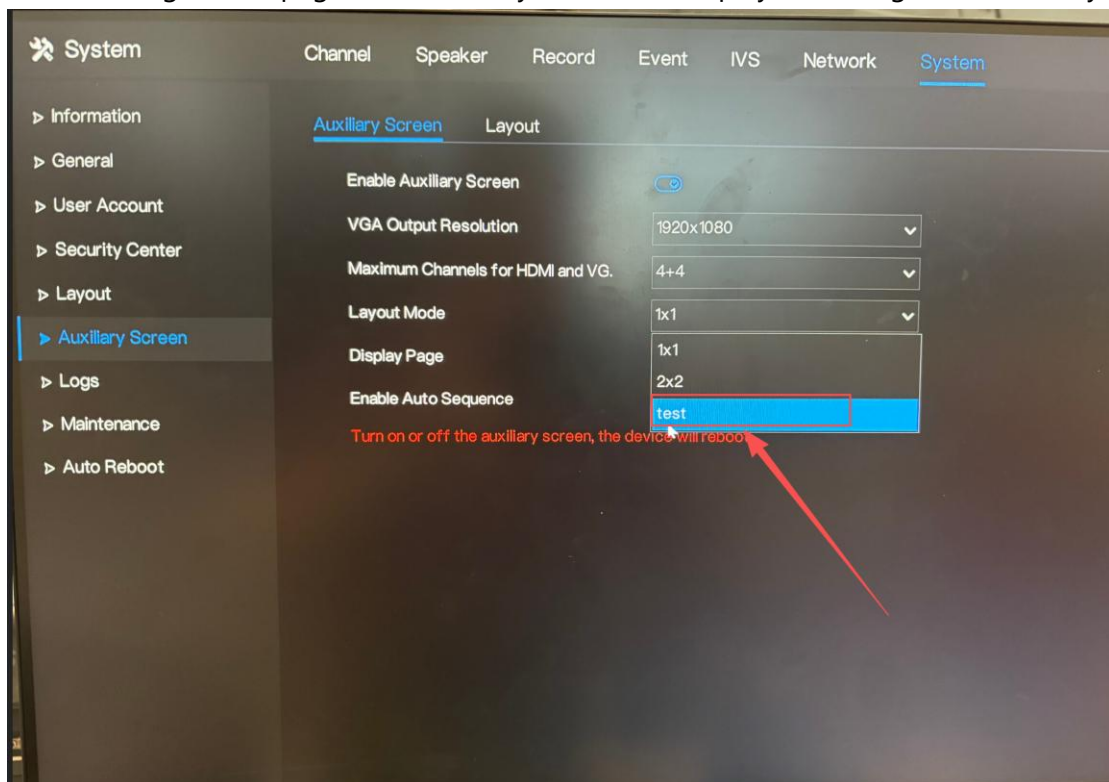 System
Channel Speaker Record Event IVS Network System
Information
General
User Account
Security Center
Layout
Auxiliary Screen
Logs
Maintenance
Auto Reboot
Auxiliary Screen Layout
Enable Auxiliary Screen
VGA Output Resolution 1920x1080
Maximum Channels for HDMI and VG. 4+4
Layout Mode 1x1
Display Page
1x1
2x2
test
Enable Auto Sequence
Turn on or off the auxiliary screen, the device will reboot